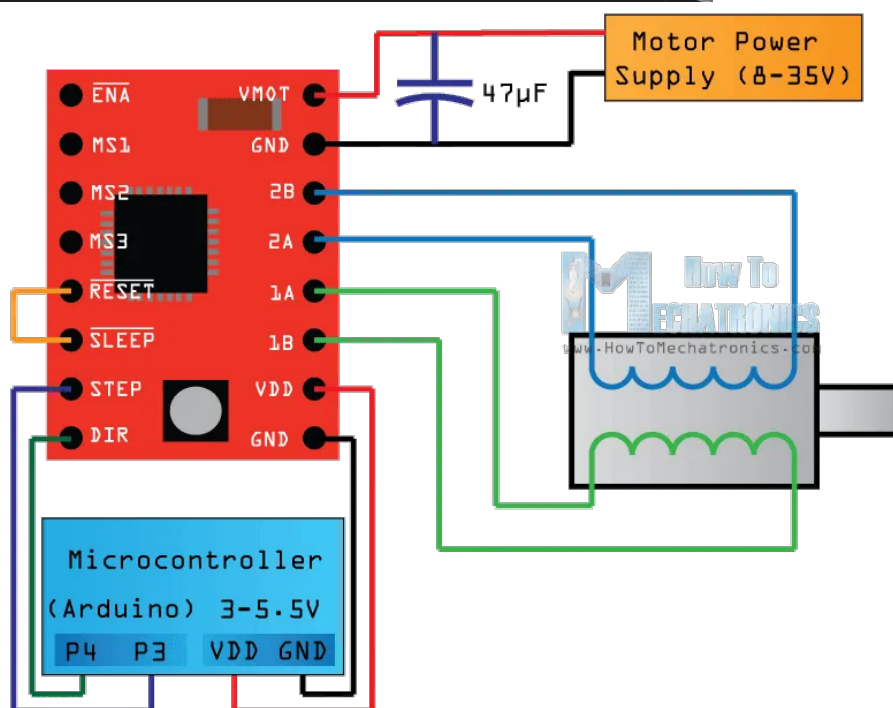 Motor Power
Supply (8-35V)
47µF
ENA
VMOT
MS1
GND
MS2
2B
MS3
2A
RESET
1A
SLEEP
1B
STEP
VDD
DIR
GND
How To
MECHATRONICS
www.HowToMechatronics.com
Microcontroller
(Arduino) 3-5.5V
P4 P3 VDD GND